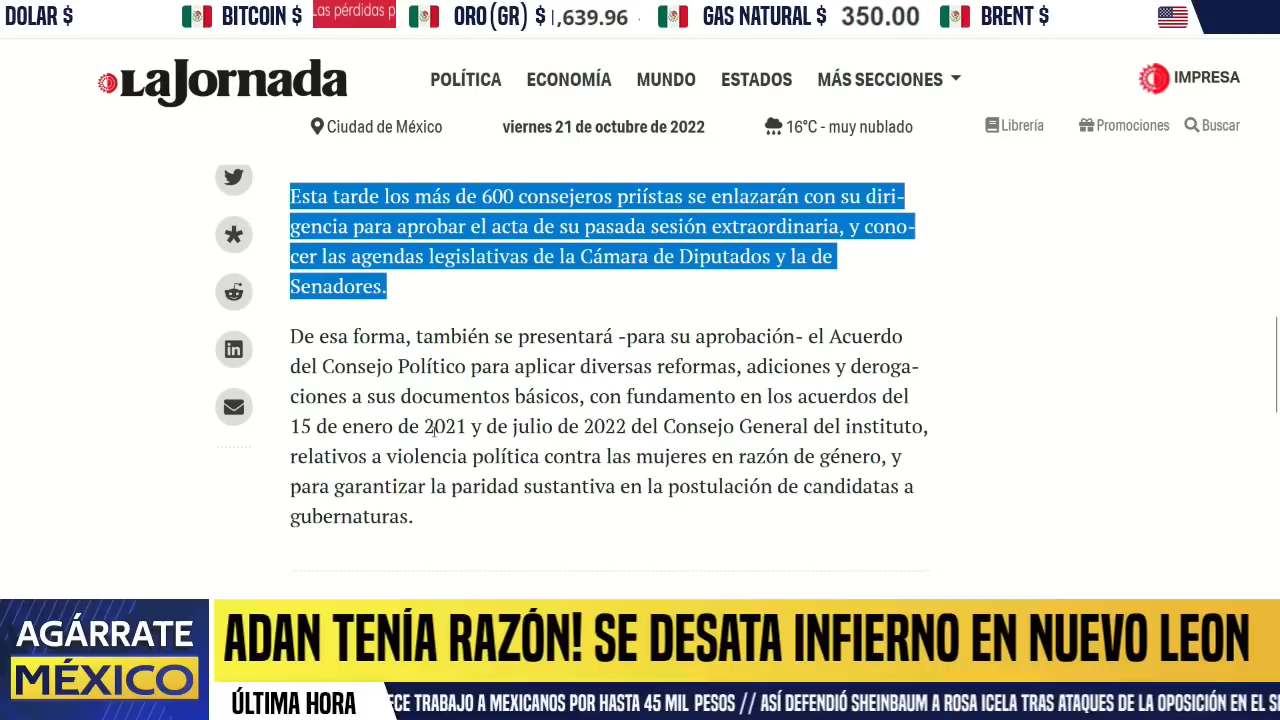 DOLAR $ BITCOIN $ Las pérdidas p ORO(GR) $ 1,639.96 GAS NATURAL $ 350.00 BRENT $
La Jornada
POLÍTICA ECONOMÍA MUNDO ESTADOS MÁS SECCIONES IMPRESA
Ciudad de México viernes 21 de octubre de 2022 16°C - muy nublado Librería Promociones Buscar
Esta tarde los más de 600 consejeros priístas se enlazarán con su diri-
gencia para aprobar el acta de su pasada sesión extraordinaria, y cono-
cer las agendas legislativas de la Cámara de Diputados y la de
Senadores.
De esa forma, también se presentará -para su aprobación- el Acuerdo
del Consejo Político para aplicar diversas reformas, adiciones y deroga-
ciones a sus documentos básicos, con fundamento en los acuerdos del
15 de enero de 2021 y de julio de 2022 del Consejo General del instituto,
relativos a violencia política contra las mujeres en razón de género, y
para garantizar la paridad sustantiva en la postulación de candidatas a
gubernaturas.
AGÁRRATE
MÉXICO
ADAN TENÍA RAZÓN! SE DESATA INFIERNO EN NUEVO LEON
ÚLTIMA HORA
ECE TRABAJO A MEXICANOS POR HASTA 45 MIL PESOS // ASÍ DEFENDIÓ SHEINBAUM A ROSA ICELA TRAS ATAQUES DE LA OPOSICIÓN EN EL S